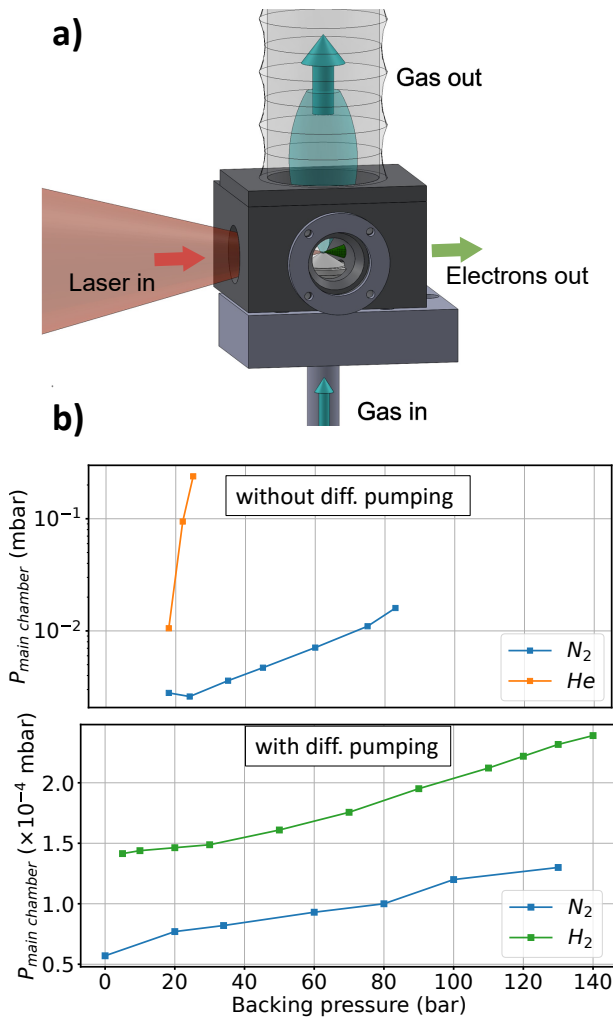 a)
Gas out
Laser in
Electrons out
Gas in
b)
without diff. pumping
P_main chamber (mbar)
10⁻¹
10⁻²
N₂
He
with diff. pumping
P_main chamber (×10⁻⁴ mbar)
2.0
1.5
1.0
0.5
N₂
H₂
0 20 40 60 80 100 120 140
Backing pressure (bar)